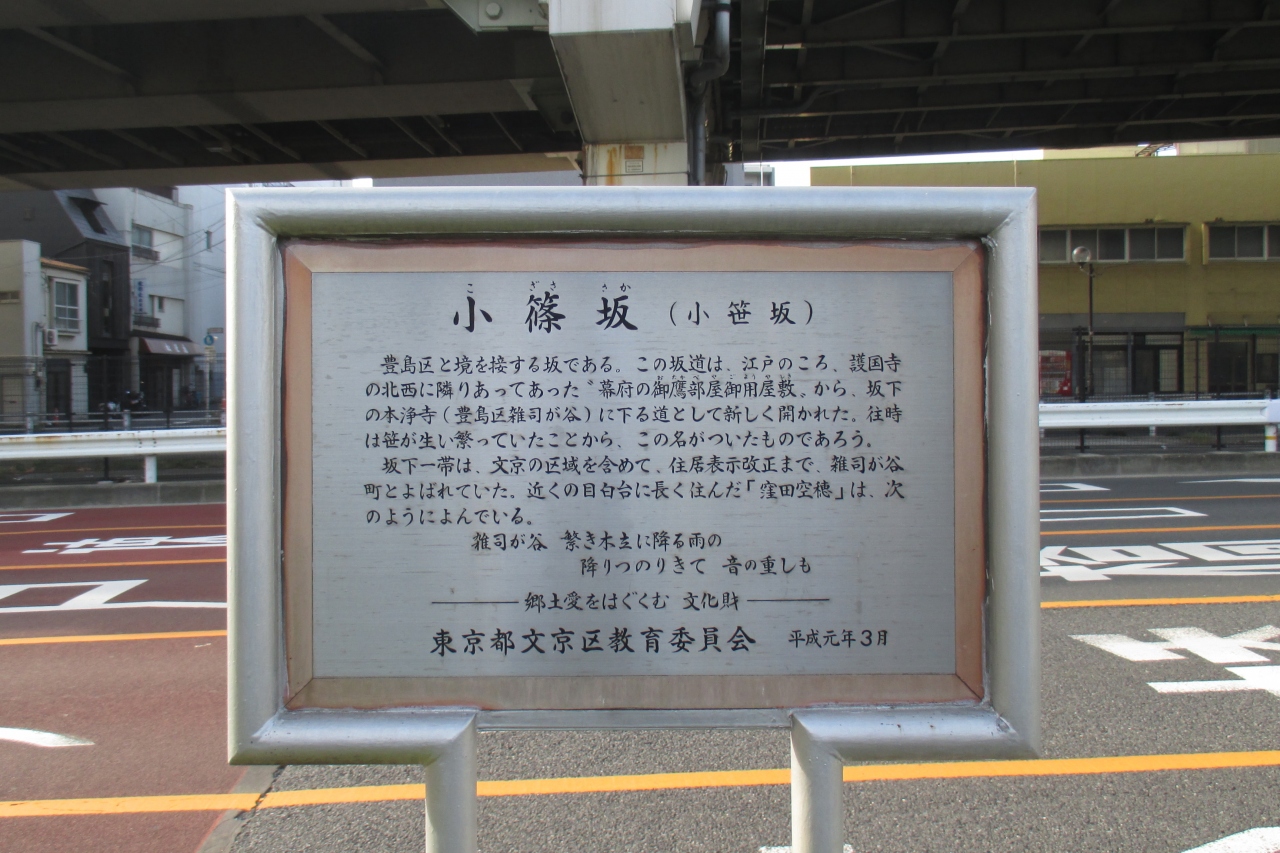 小篠坂（小笹坂）
こ ざさ さか
豊島区と境を接する坂である。この坂道は、江戸のころ、護国寺
の北西に隣りあってあった〝幕府の御鷹部屋御用屋敷〟から、坂下
の本浄寺（豊島区雑司が谷）に下る道として新しく開かれた。往時
は笹が生い繁っていたことから、この名がついたものであろう。
坂下一帯は、文京の区域を含めて、住居表示改正まで、雑司が谷
町とよばれていた。近くの目白台に長く住んだ「窪田空穂」は、次
のようによんでいる。
雑司が谷 繁き木立に降る雨の
降りつのりきて 音の重しも
郷土愛をはぐくむ 文化財
東京都文京区教育委員会 平成元年3月